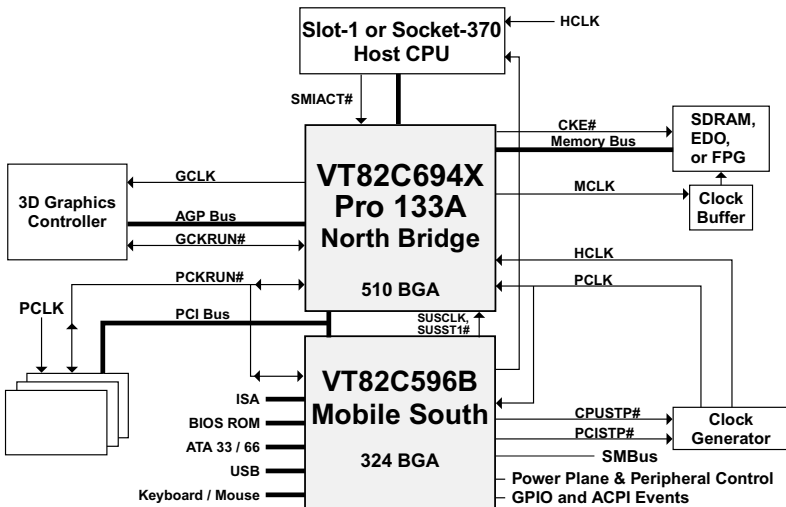 Slot-1 or Socket-370
Host CPU
HCLK
SMIACT#
CKE#
Memory Bus
SDRAM,
EDO,
or FPG
VT82C694X
Pro 133A
North Bridge
510 BGA
3D Graphics
Controller
GCLK
AGP Bus
GCKRUN#
MCLK
Clock
Buffer
HCLK
PCLK
PCKRUN#
PCLK
PCI Bus
SUSCLK,
SUSST1#
VT82C596B
Mobile South
324 BGA
ISA
BIOS ROM
ATA 33 / 66
USB
Keyboard / Mouse
CPUSTP#
PCISTP#
Clock
Generator
SMBus
Power Plane & Peripheral Control
GPIO and ACPI Events